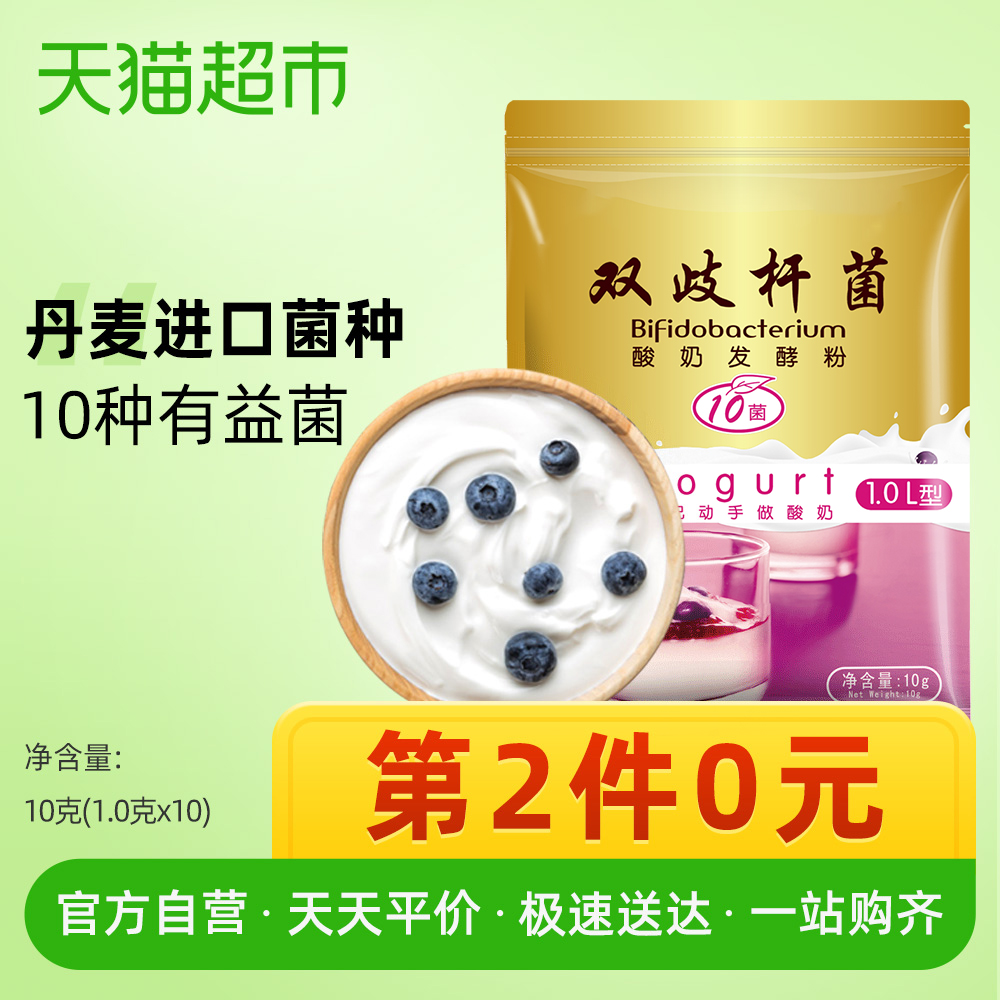 天猫超市
丹麦进口菌种
10种有益菌
双歧杆菌
Bifidobacterium
酸奶发酵粉
10菌
ogurt
1.0L型
动手做酸奶
净含量:10g
Net Weight:10g
净含量:
10克(1.0克x10)
第2件0元
官方自营·天天平价·极速送达·一站购齐